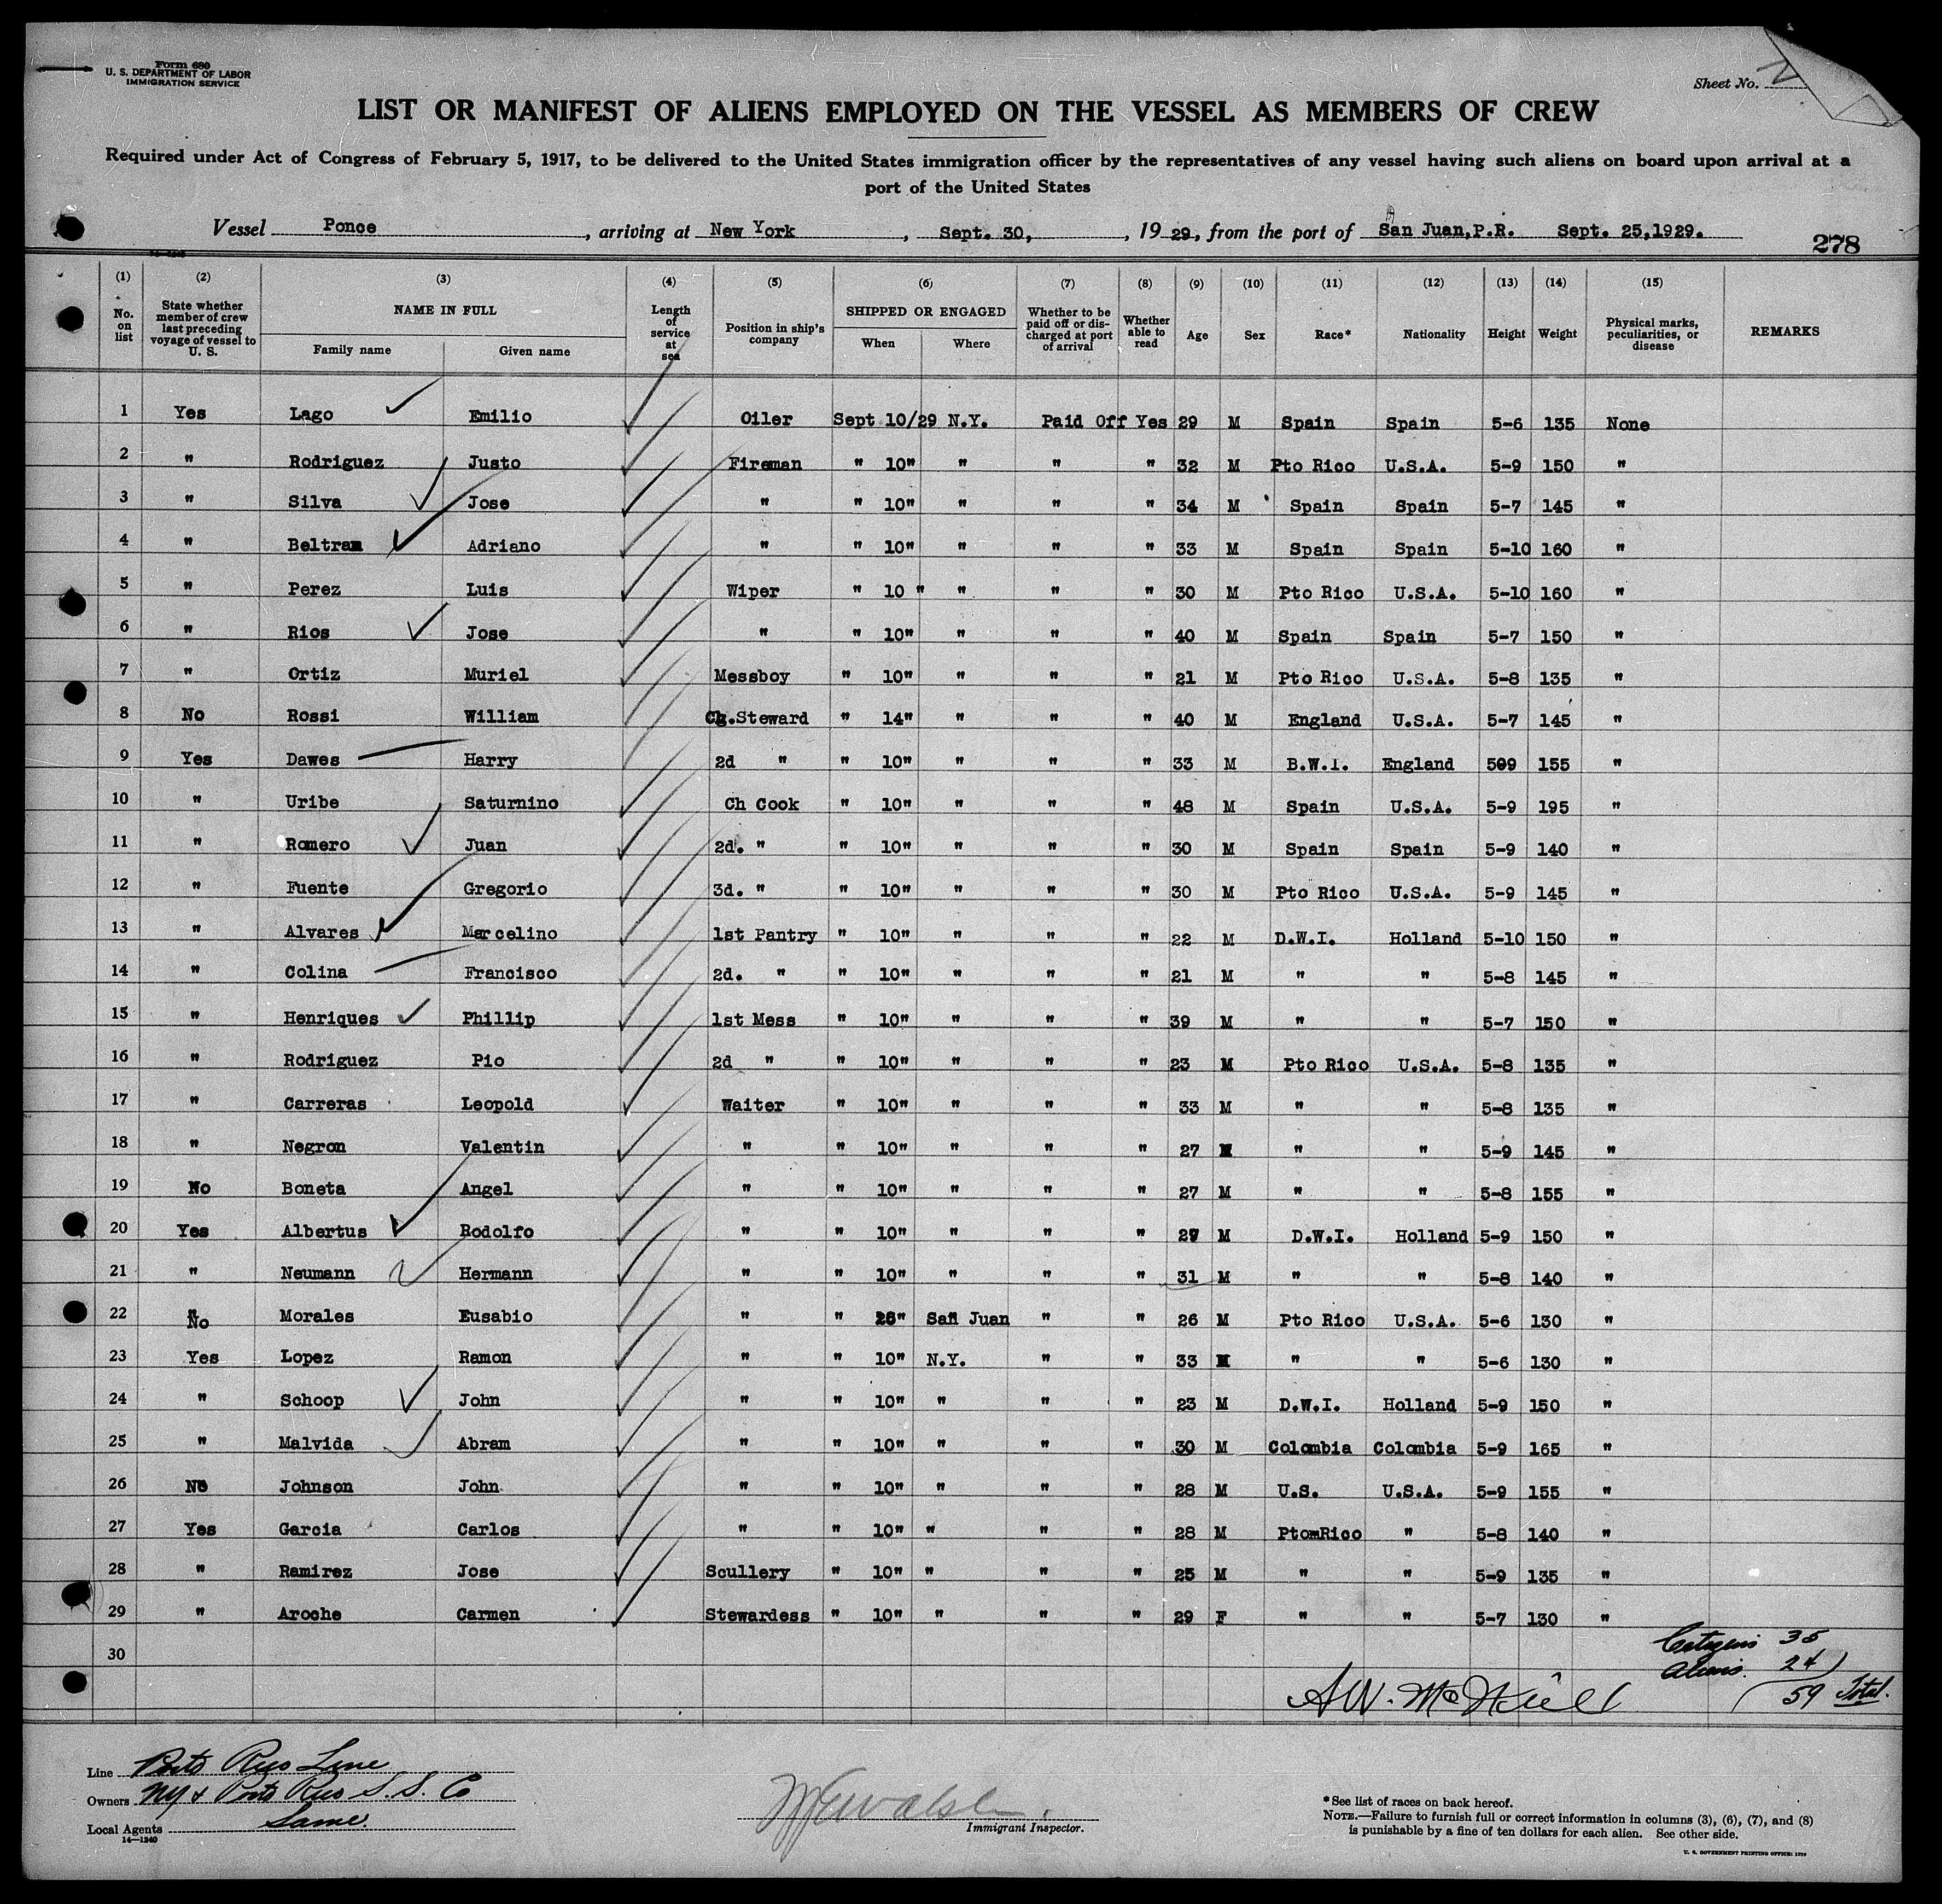 Form 680
U. S. DEPARTMENT OF LABOR
IMMIGRATION SERVICE
Sheet No. 2
LIST OR MANIFEST OF ALIENS EMPLOYED ON THE VESSEL AS MEMBERS OF CREW
Required under Act of Congress of February 5, 1917, to be delivered to the United States immigration officer by the representatives of any vessel having such aliens on board upon arrival at a
port of the United States
Vessel Ponce, arriving at New York, Sept. 30, , 1929, from the port of San Juan,P.R. Sept. 25,1929.
278
(1) (2) (3) (4) (5) (6) (7) (8) (9) (10) (11) (12) (13) (14) (15)
No. on list State whether member of crew last preceding voyage of vessel to U. S. NAME IN FULL Family name Given name Length of service at sea Position in ship's company SHIPPED OR ENGAGED When Where Whether to be paid off or discharged at port of arrival Whether able to read Age Sex Race* Nationality Height Weight Physical marks, peculiarities, or disease REMARKS
1 Yes Lago Emilio Oiler Sept 10/29 N.Y. Paid Off Yes 29 M Spain Spain 5-6 135 None
2 " Rodriguez Justo Fireman " 10" " " " 32 M Pto Rico U.S.A. 5-9 150 "
3 " Silva Jose " " 10" " " " 34 M Spain Spain 5-7 145 "
4 " Beltran Adriano " " 10" " " " 33 M Spain Spain 5-10 160 "
5 " Perez Luis Wiper " 10 " " " " 30 M Pto Rico U.S.A. 5-10 160 "
6 " Rios Jose " " 10" " " " 40 M Spain Spain 5-7 150 "
7 " Ortiz Muriel Messboy " 10" " " " 21 M Pto Rico U.S.A. 5-8 135 "
8 No Rossi William Ch.Steward " 14" " " " 40 M England U.S.A. 5-7 145 "
9 Yes Dawes Harry 2d " " 10" " " " 33 M B.W.I. England 509 155 "
10 " Uribe Saturnino Ch Cook " 10" " " " 48 M Spain U.S.A. 5-9 195 "
11 " Romero Juan 2d. " " 10" " " " 30 M Spain Spain 5-9 140 "
12 " Fuente Gregorio 3d. " " 10" " " " 30 M Pto Rico U.S.A. 5-9 145 "
13 " Alvares Marcelino 1st Pantry " 10" " " " 22 M D.W.I. Holland 5-10 150 "
14 " Colina Francisco 2d. " " 10" " " " 21 M " " 5-8 145 "
15 " Henriques Phillip 1st Mess " 10" " " " 39 M " " 5-7 150 "
16 " Rodriguez Pio 2d " " 10" " " " 23 M Pto Rico U.S.A. 5-8 135 "
17 " Carreras Leopold Waiter " 10" " " " 33 M " " 5-8 135 "
18 " Negron Valentin " " 10" " " " 27 M " " 5-9 145 "
19 No Boneta Angel " " 10" " " " 27 M " " 5-8 155 "
20 Yes Albertus Rodolfo " " 10" " " " 29 M D.W.I. Holland 5-9 150 "
21 " Neumann Hermann " " 10" " " " 31 M " " 5-8 140 "
22 " No Morales Eusabio " " " San Juan " " 26 M Pto Rico U.S.A. 5-6 130 "
23 Yes Lopez Ramon " " 10" N.Y. " " 33 M " " 5-6 130 "
24 " Schoop John " " 10" " " " 23 M D.W.I. Holland 5-9 150 "
25 " Malvida Abram " " 10" " " " 30 M Colombia Colombia 5-9 165 "
26 No Johnson John " " 10" " " " 28 M U.S. U.S.A. 5-9 155 "
27 Yes Garcia Carlos " " 10" " " " 28 M PtomRico " 5-8 140 "
28 " Ramirez Jose Scullery " 10" " " " 25 M " " 5-9 135 "
29 " Aroche Carmen Stewardess " 10" " " " 29 F " " 5-7 130 "
30
Citizens 35
Aliens. 24
59 Total.
A W. McNeill
Line Porto Rico Line
Owners NY & Porto Rico S. S. Co
Local Agents Same.
14—1240
Immigrant Inspector.
*See list of races on back hereof.
NOTE.—Failure to furnish full or correct information in columns (3), (6), (7), and (8)
is punishable by a fine of ten dollars for each alien. See other side.
U. S. GOVERNMENT PRINTING OFFICE: